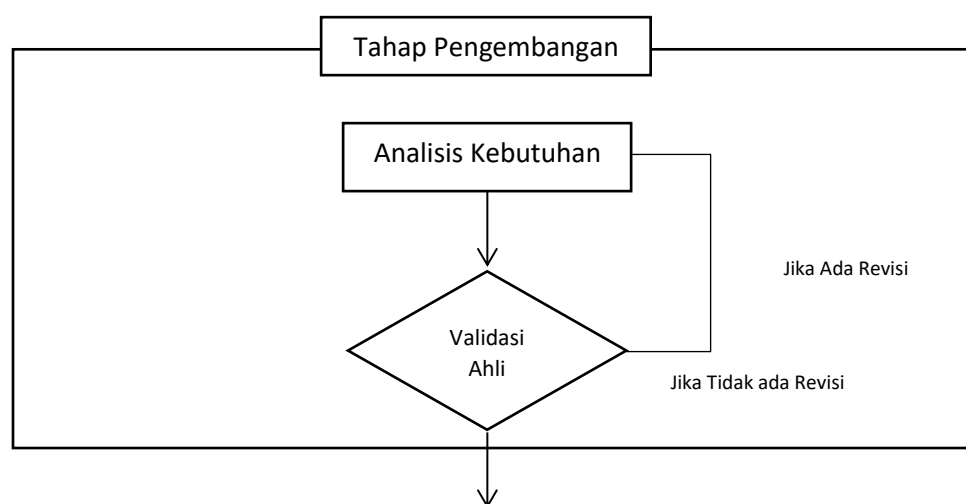 Tahap Pengembangan
Analisis Kebutuhan
Jika Ada Revisi
Validasi
Ahli
Jika Tidak ada Revisi